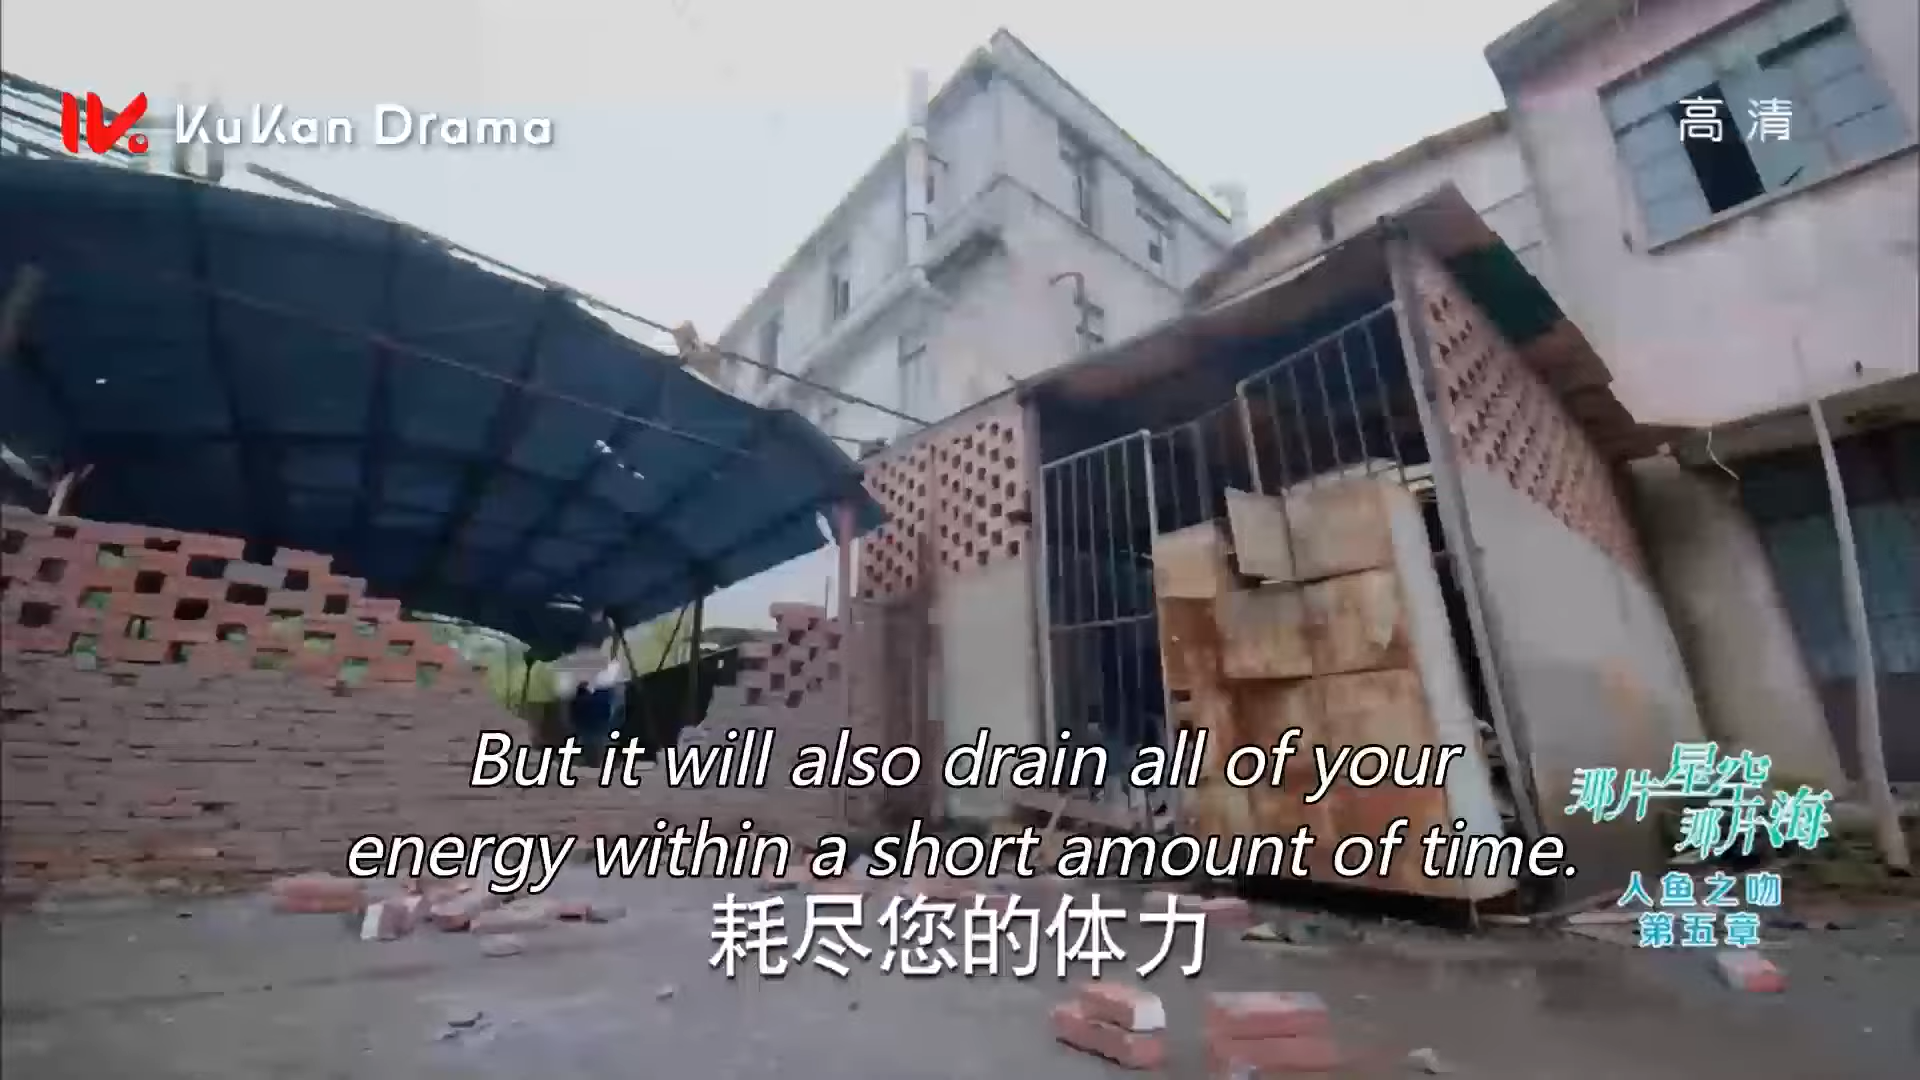 KuKan Drama
高清
But it will also drain all of your
energy within a short amount of time.
耗尽您的体力
那片星空
那片海
人鱼之吻
第五章